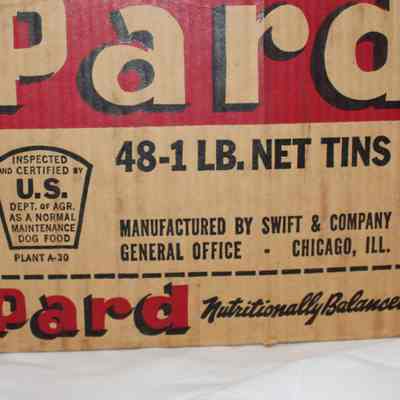 Pard
INSPECTED
AND CERTIFIED BY
U.S.
DEPT. OF AGR.
AS A NORMAL
MAINTENANCE
DOG FOOD
PLANT A-30
48-1 LB. NET TINS
MANUFACTURED BY SWIFT & COMPANY
GENERAL OFFICE - CHICAGO, ILL.
Pard Nutritionally Balanced